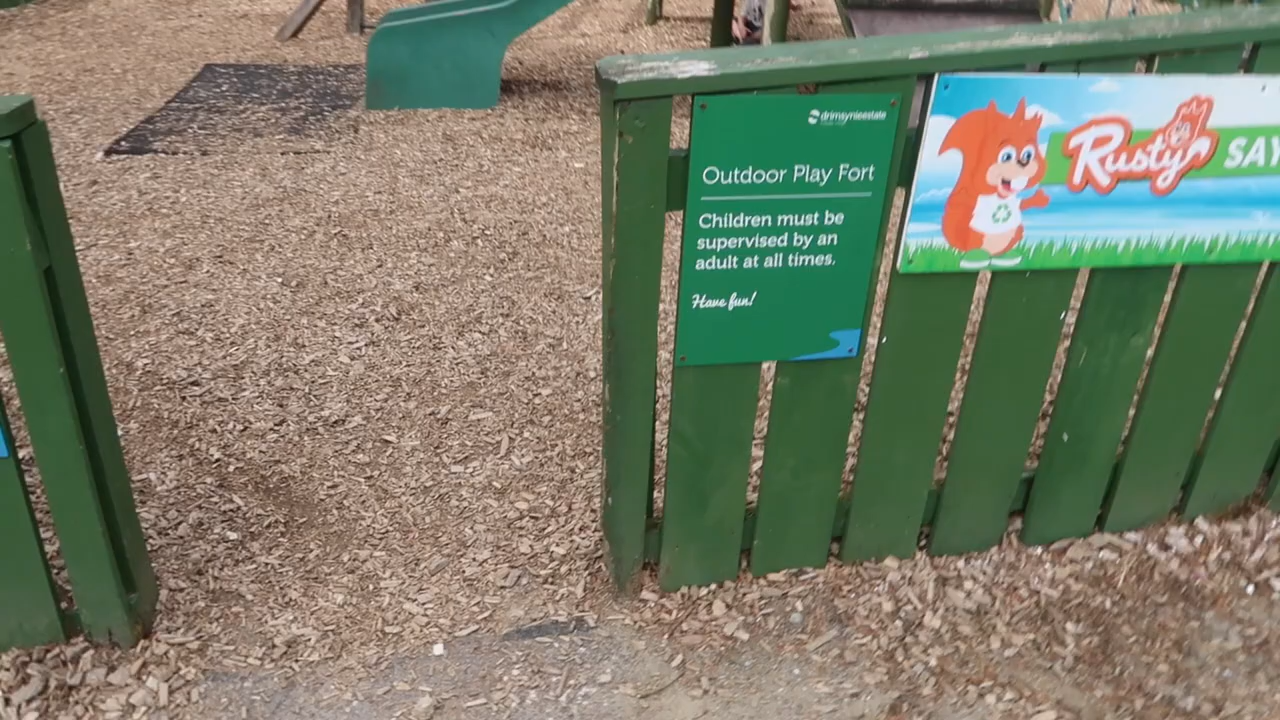 drimsynieestate
Outdoor Play Fort
Children must be
supervised by an
adult at all times.
Have fun!
Rusty SAY